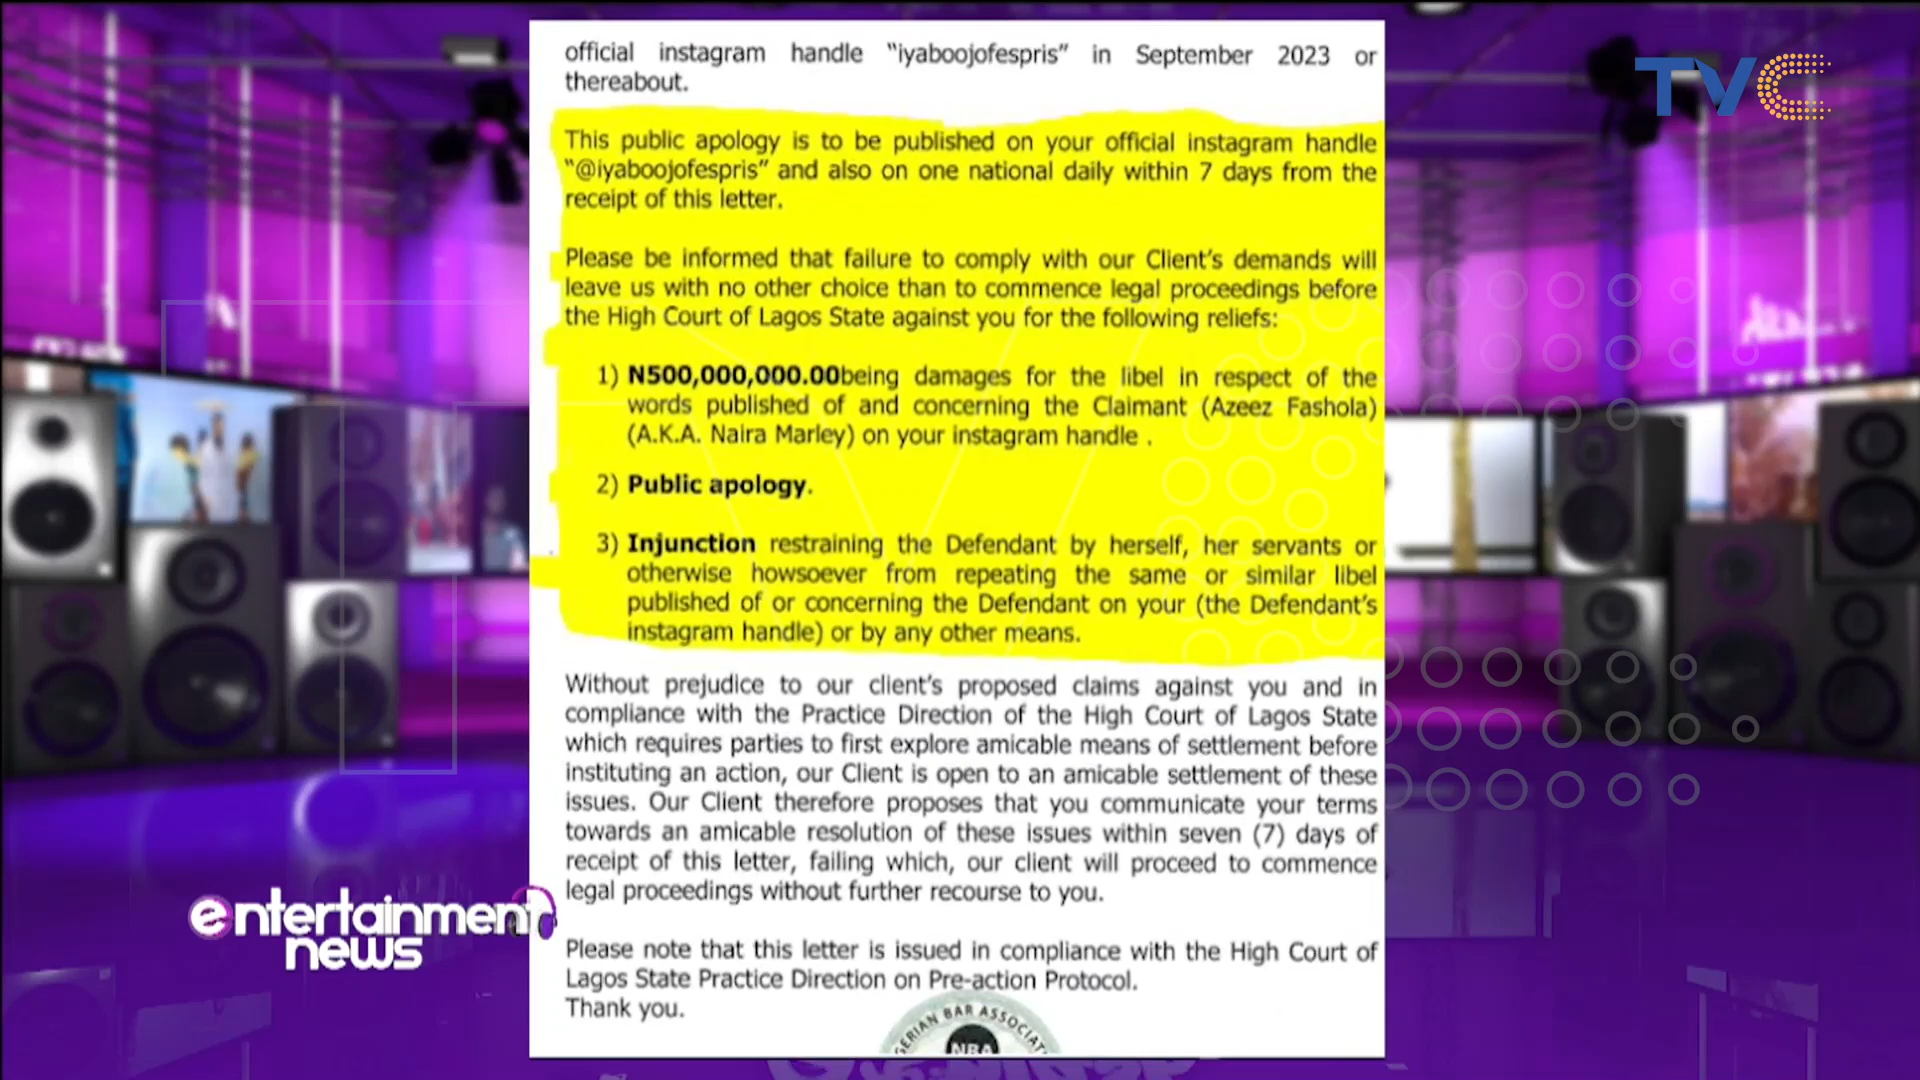 official instagram handle "iyaboojofespris" in September 2023 or
thereabout.
TVC
This public apology is to be published on your official instagram handle
"@iyaboojofespris" and also on one national daily within 7 days from the
receipt of this letter.
Please be informed that failure to comply with our Client's demands will
leave us with no other choice than to commence legal proceedings before
the High Court of Lagos State against you for the following reliefs:
1) N500,000,000.00being damages for the libel in respect of the
words published of and concerning the Claimant (Azeez Fashola)
(A.K.A. Naira Marley) on your instagram handle .
2) Public apology.
3) Injunction restraining the Defendant by herself, her servants or
otherwise howsoever from repeating the same or similar libel
published of or concerning the Defendant on your (the Defendant's
instagram handle) or by any other means.
Without prejudice to our client's proposed claims against you and in
compliance with the Practice Direction of the High Court of Lagos State
which requires parties to first explore amicable means of settlement before
instituting an action, our Client is open to an amicable settlement of these
issues. Our Client therefore proposes that you communicate your terms
towards an amicable resolution of these issues within seven (7) days of
receipt of this letter, failing which, our client will proceed to commence
legal proceedings without further recourse to you.
entertainment
news
Please note that this letter is issued in compliance with the High Court of
Lagos State Practice Direction on Pre-action Protocol.
Thank you.
GERIAN BAR ASSOCIAT
NBA